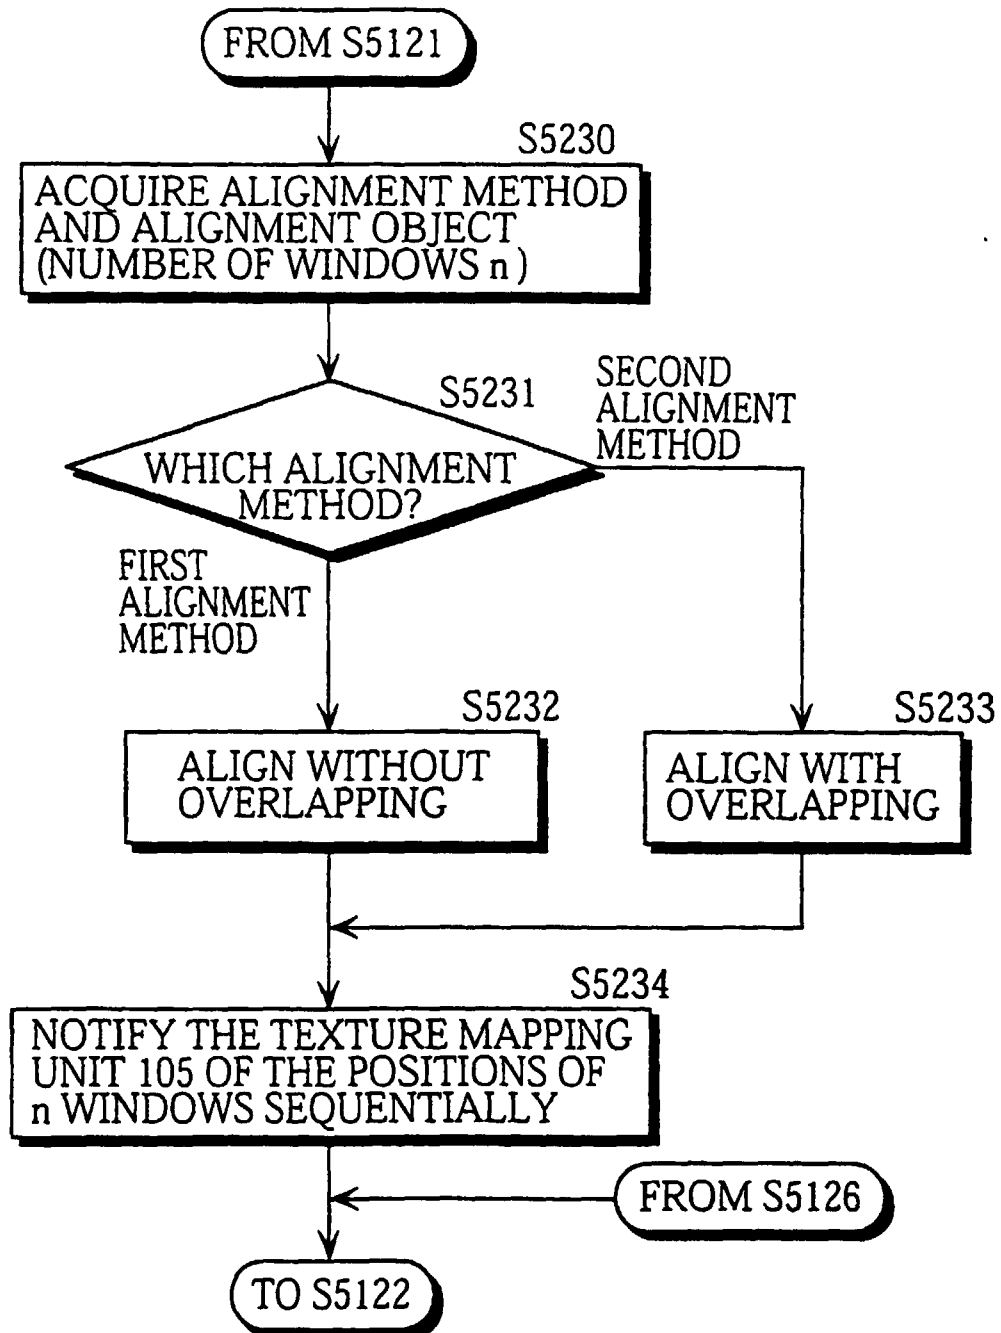 FROM S5121
S5230
ACQUIRE ALIGNMENT METHOD
AND ALIGNMENT OBJECT
(NUMBER OF WINDOWS n)
S5231
WHICH ALIGNMENT
METHOD?
SECOND
ALIGNMENT
METHOD
FIRST
ALIGNMENT
METHOD
S5232
ALIGN WITHOUT
OVERLAPPING
S5233
ALIGN WITH
OVERLAPPING
S5234
NOTIFY THE TEXTURE MAPPING
UNIT 105 OF THE POSITIONS OF
n WINDOWS SEQUENTIALLY
FROM S5126
TO S5122